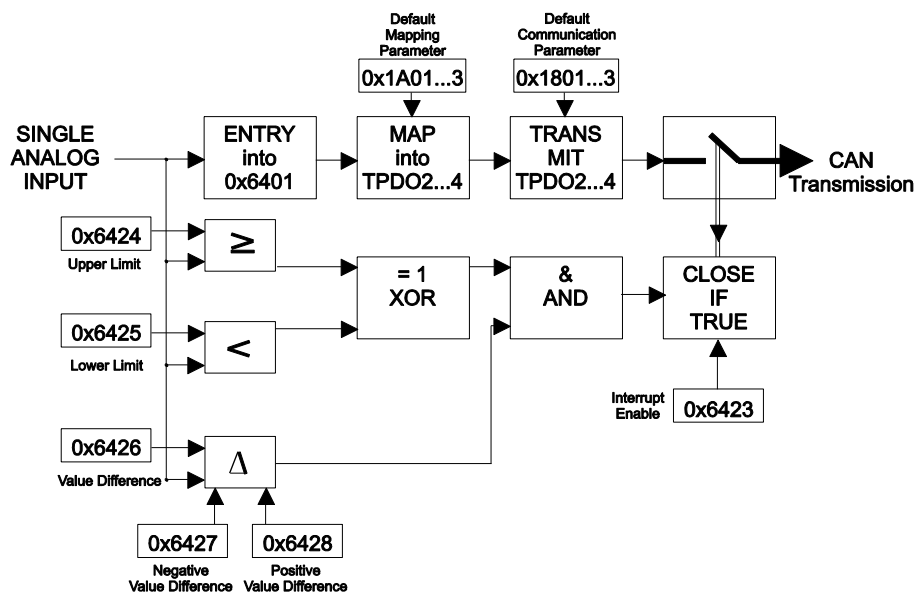 Default
Mapping
Parameter
0x1A01...3
Default
Communication
Parameter
0x1801...3
SINGLE
ANALOG
INPUT
ENTRY
into
0x6401
MAP
into
TPDO2...4
TRANS
MIT
TPDO2...4
CAN
Transmission
0x6424
Upper Limit
≥
= 1
XOR
&
AND
CLOSE
IF
TRUE
0x6425
Lower Limit
<
Interrupt
Enable
0x6423
0x6426
Value Difference
Δ
0x6427
Negative
Value Difference
0x6428
Positive
Value Difference